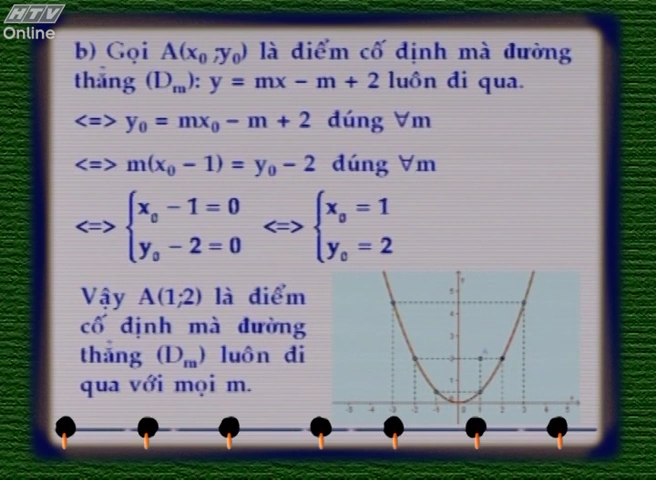 HTV
Online
b) Gọi A(x₀;y₀) là điểm cố định mà đường
thẳng (Dₘ): y = mx – m + 2 luôn đi qua.
<=> y₀ = mx₀ – m + 2 đúng ∀m
<=> m(x₀ – 1) = y₀ – 2 đúng ∀m
<=> { x₀ – 1 = 0 <=> { x₀ = 1
y₀ – 2 = 0 y₀ = 2
Vậy A(1;2) là điểm
cố định mà đường
thẳng (Dₘ) luôn đi
qua với mọi m.